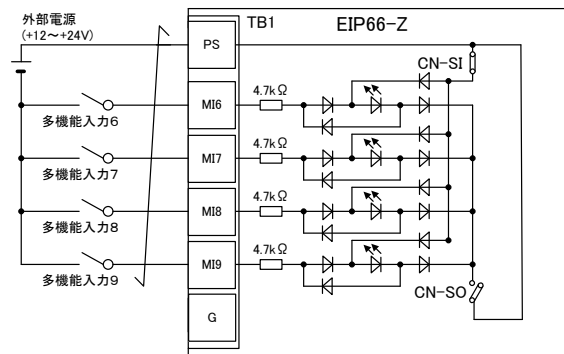 外部電源
(+12～+24V)
TB1
EIP66-Z
PS
CN-SI
4.7kΩ
MI6
多機能入力6
4.7kΩ
MI7
多機能入力7
4.7kΩ
MI8
多機能入力8
4.7kΩ
MI9
多機能入力9
CN-SO
G